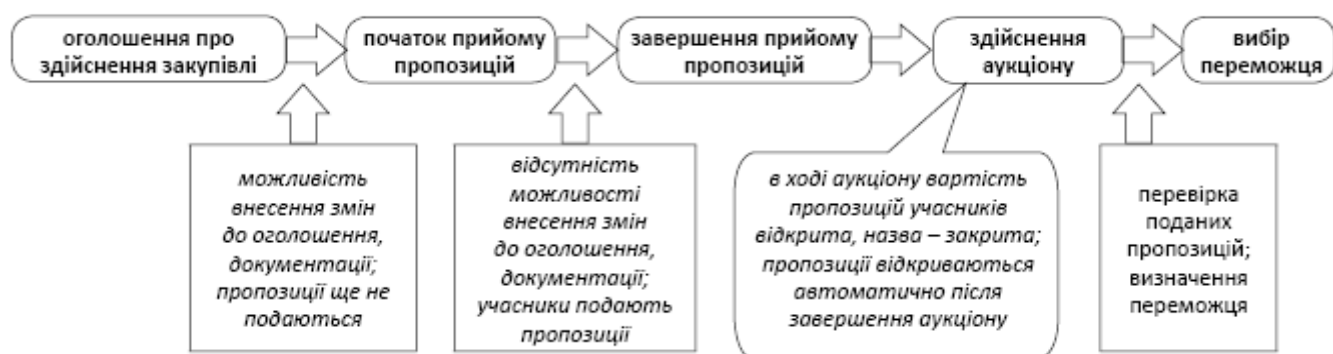 оголошення про
здійснення закупівлі
початок прийому
пропозицій
завершення прийому
пропозицій
здійснення
аукціону
вибір
переможця
можливість
внесення змін
до оголошення,
документації;
пропозиції ще не
подаються
відсутність
можливості
внесення змін
до оголошення,
документації;
учасники подають
пропозиції
в ході аукціону вартість
пропозицій учасників
відкрита, назва – закрита;
пропозиції відкриваються
автоматично після
завершення аукціону
перевірка
поданих
пропозицій;
визначення
переможця